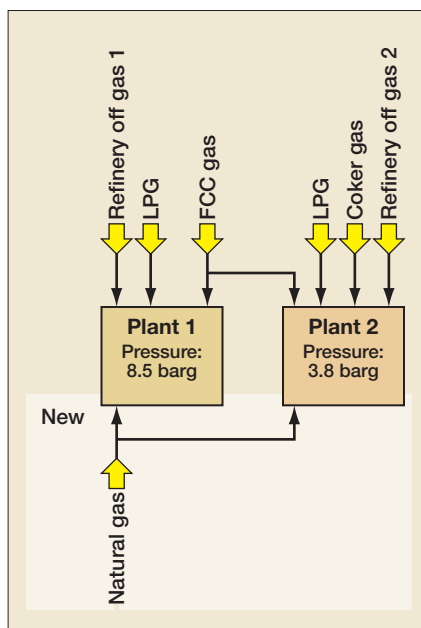 Refinery off gas 1
LPG
FCC gas
LPG
Coker gas
Refinery off gas 2
Plant 1
Pressure:
8.5 barg
Plant 2
Pressure:
3.8 barg
New
Natural gas